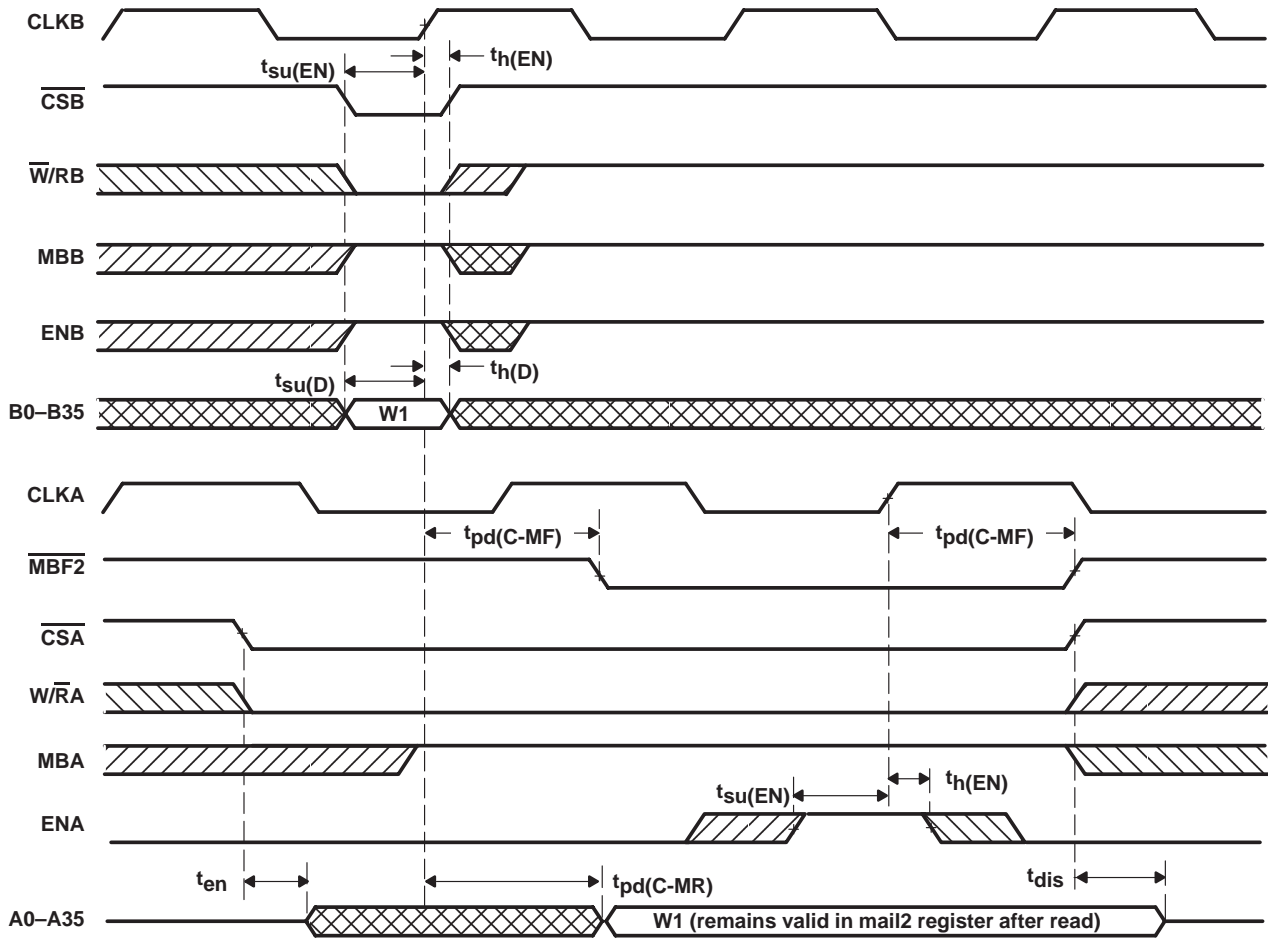 CLKB
th(EN)
tsu(EN)
CSB
W/RB
MBB
ENB
tsu(D)
th(D)
B0–B35
W1
CLKA
tpd(C-MF)
tpd(C-MF)
MBF2
CSA
W/RA
MBA
tsu(EN)
th(EN)
ENA
ten
tpd(C-MR)
tdis
A0–A35
W1 (remains valid in mail2 register after read)